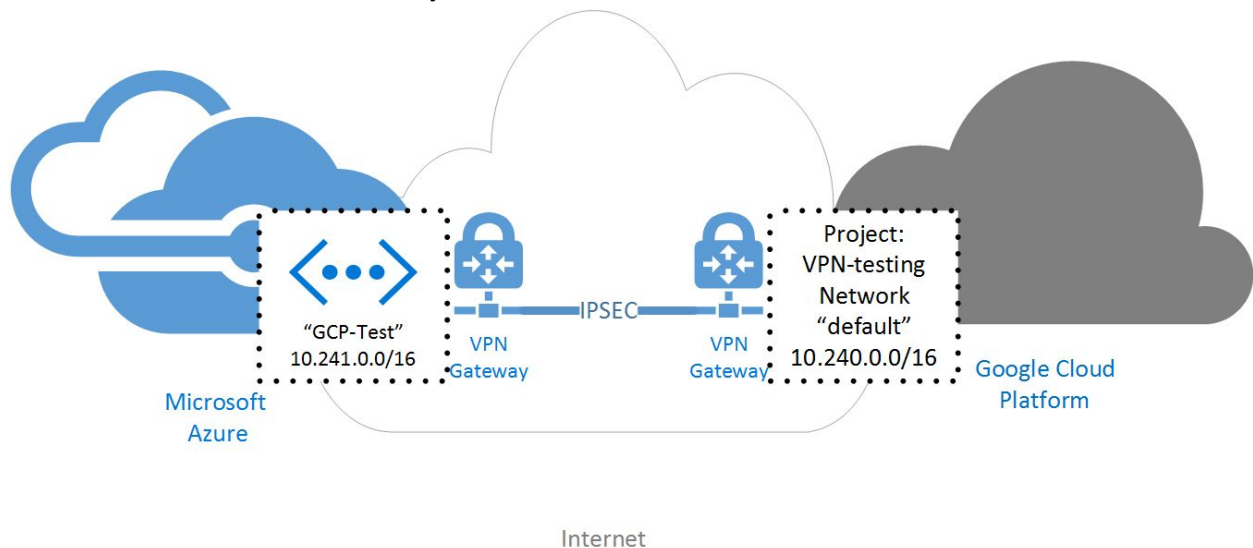 “GCP-Test”
10.241.0.0/16
VPN
Gateway
IPSEC
VPN
Gateway
Project:
VPN-testing
Network
“default”
10.240.0.0/16
Microsoft
Azure
Google Cloud
Platform
Internet